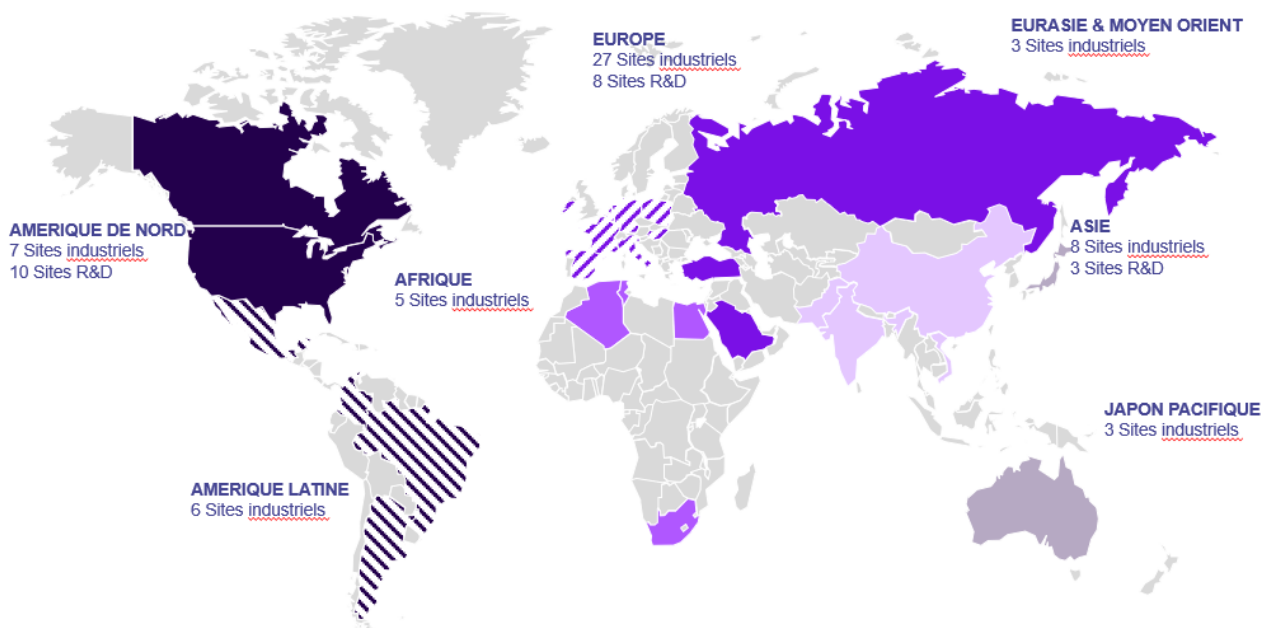 EUROPE
27 Sites industriels
8 Sites R&D
EURASIE & MOYEN ORIENT
3 Sites industriels
AMERIQUE DE NORD
7 Sites industriels
10 Sites R&D
AFRIQUE
5 Sites industriels
ASIE
8 Sites industriels
3 Sites R&D
JAPON PACIFIQUE
3 Sites industriels
AMERIQUE LATINE
6 Sites industriels